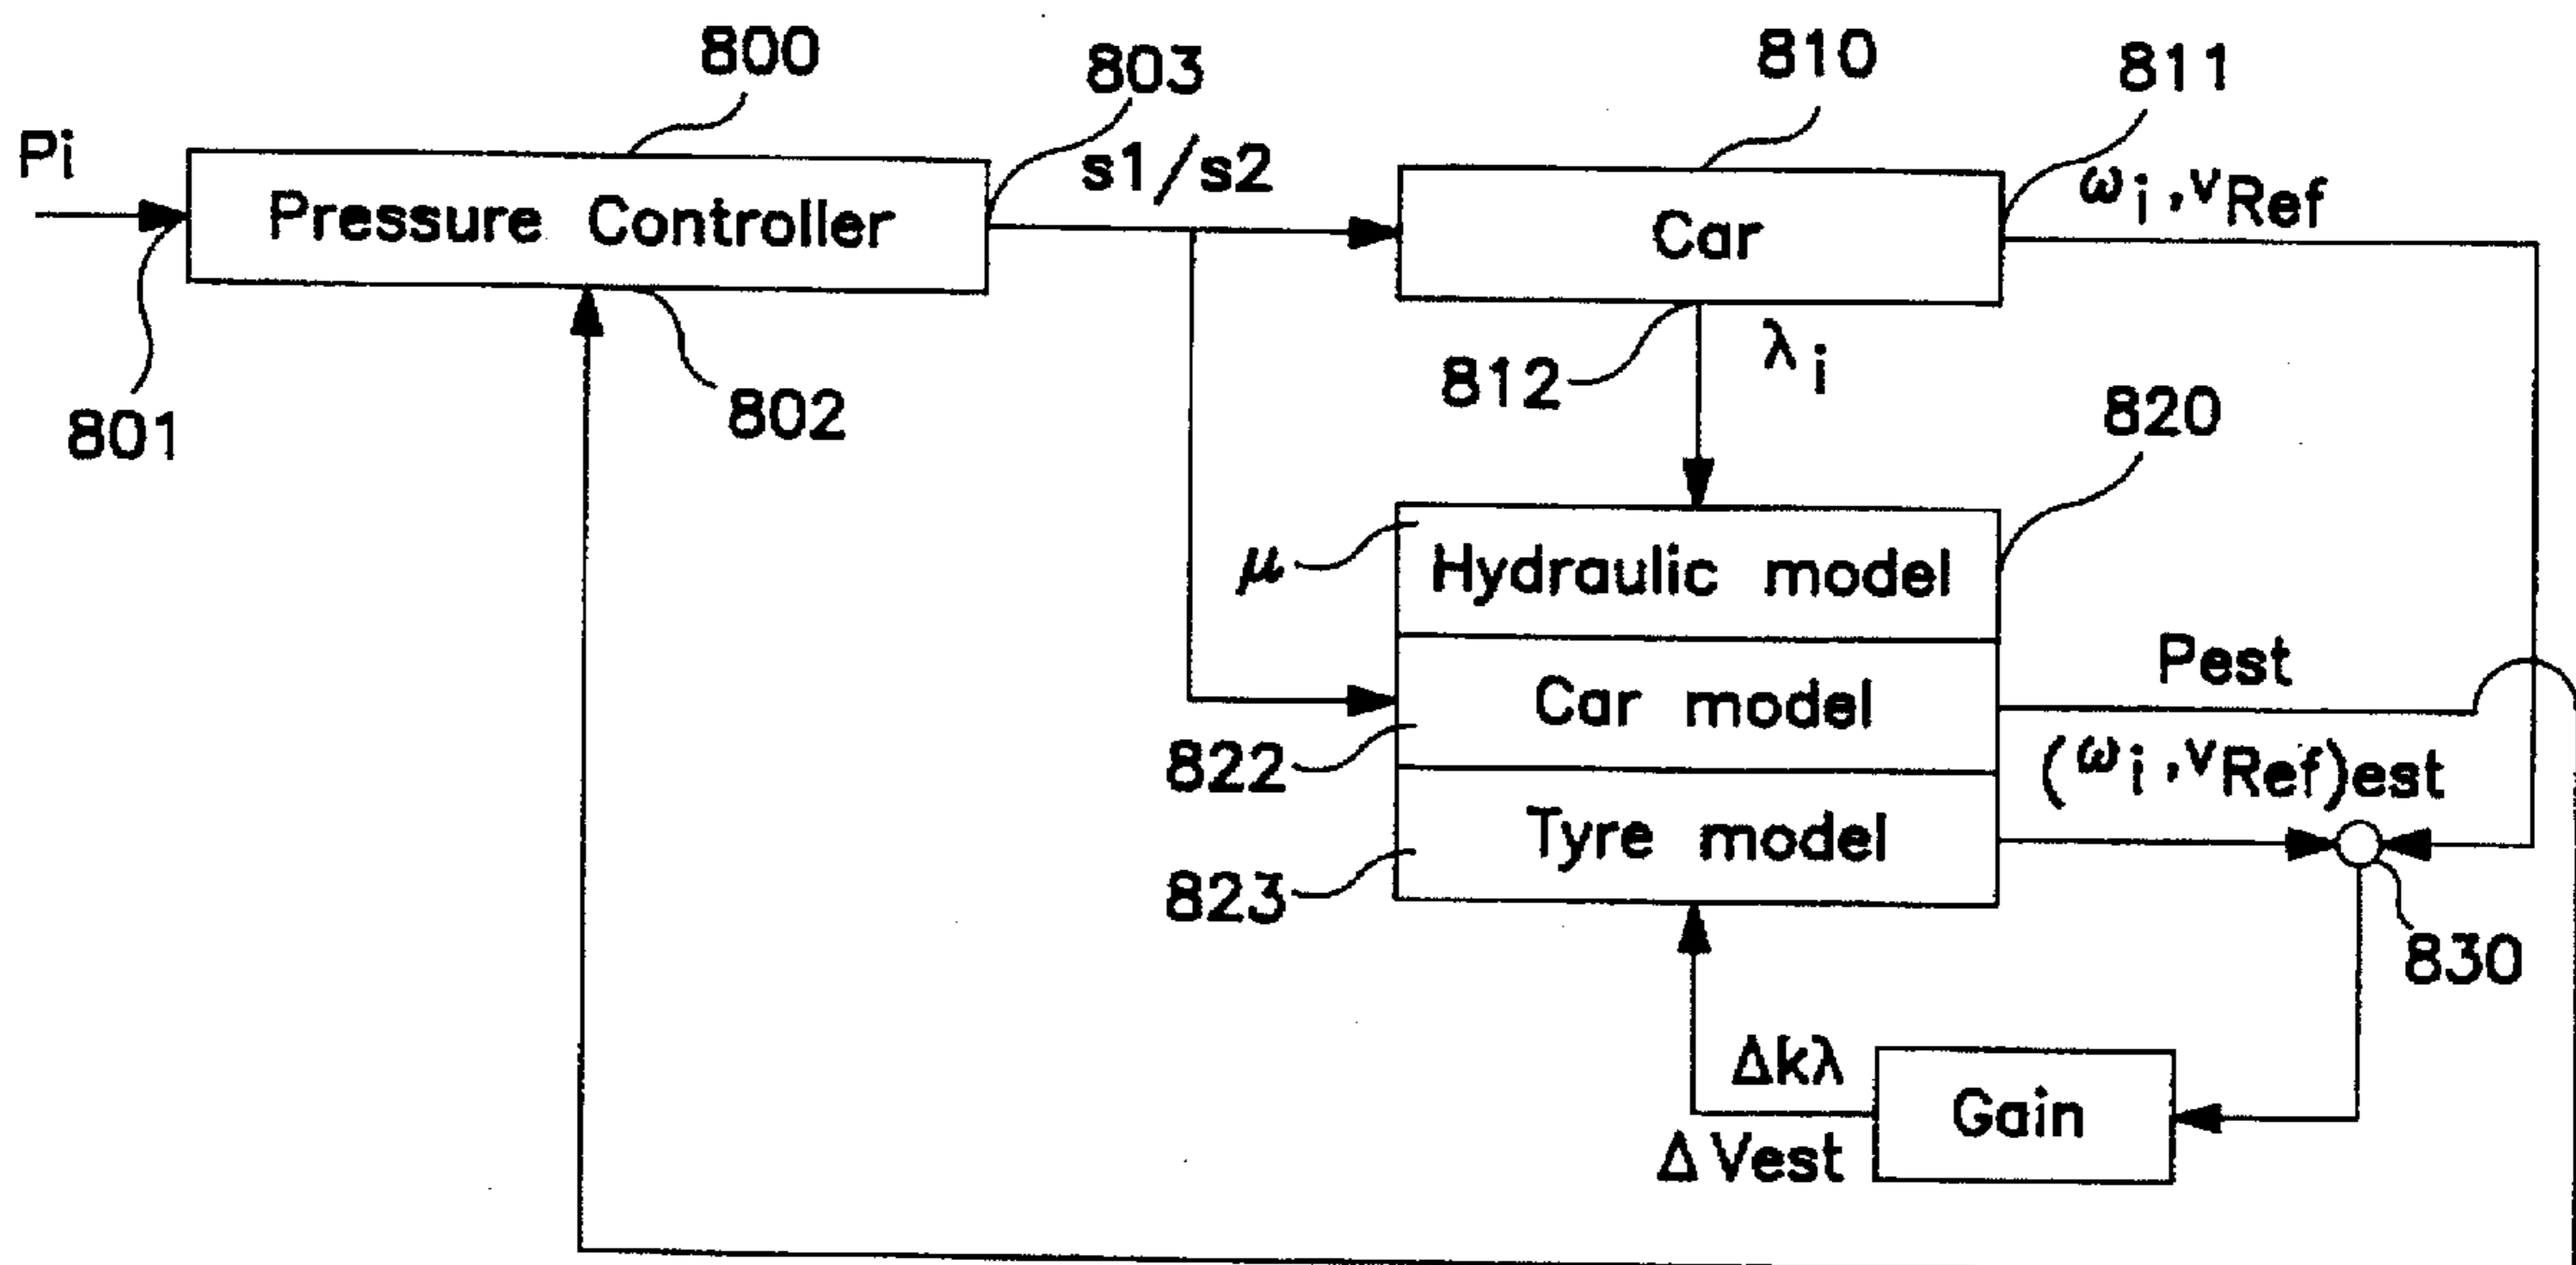 800
803
810
811
Pi
s1/s2
ωi,vRef
Pressure Controller
Car
801
802
812
λi
820
μ
Hydraulic model
Pest
Car model
822
(ωi,vRef)est
Tyre model
823
830
Δkλ
Gain
ΔVest